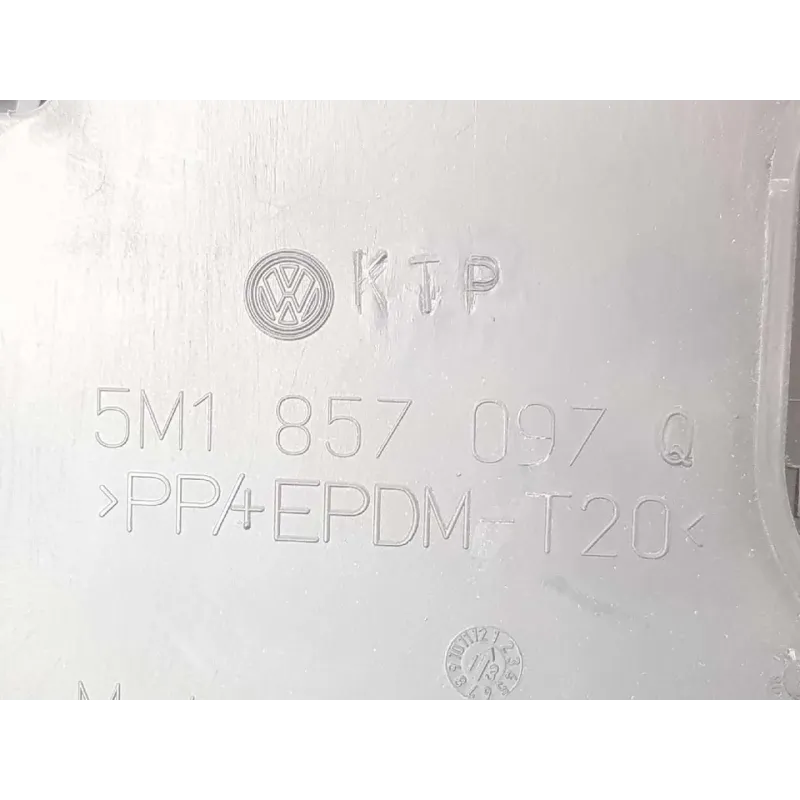 KTP
5M1 857 097 Q
>PP/+EPDM-T20<